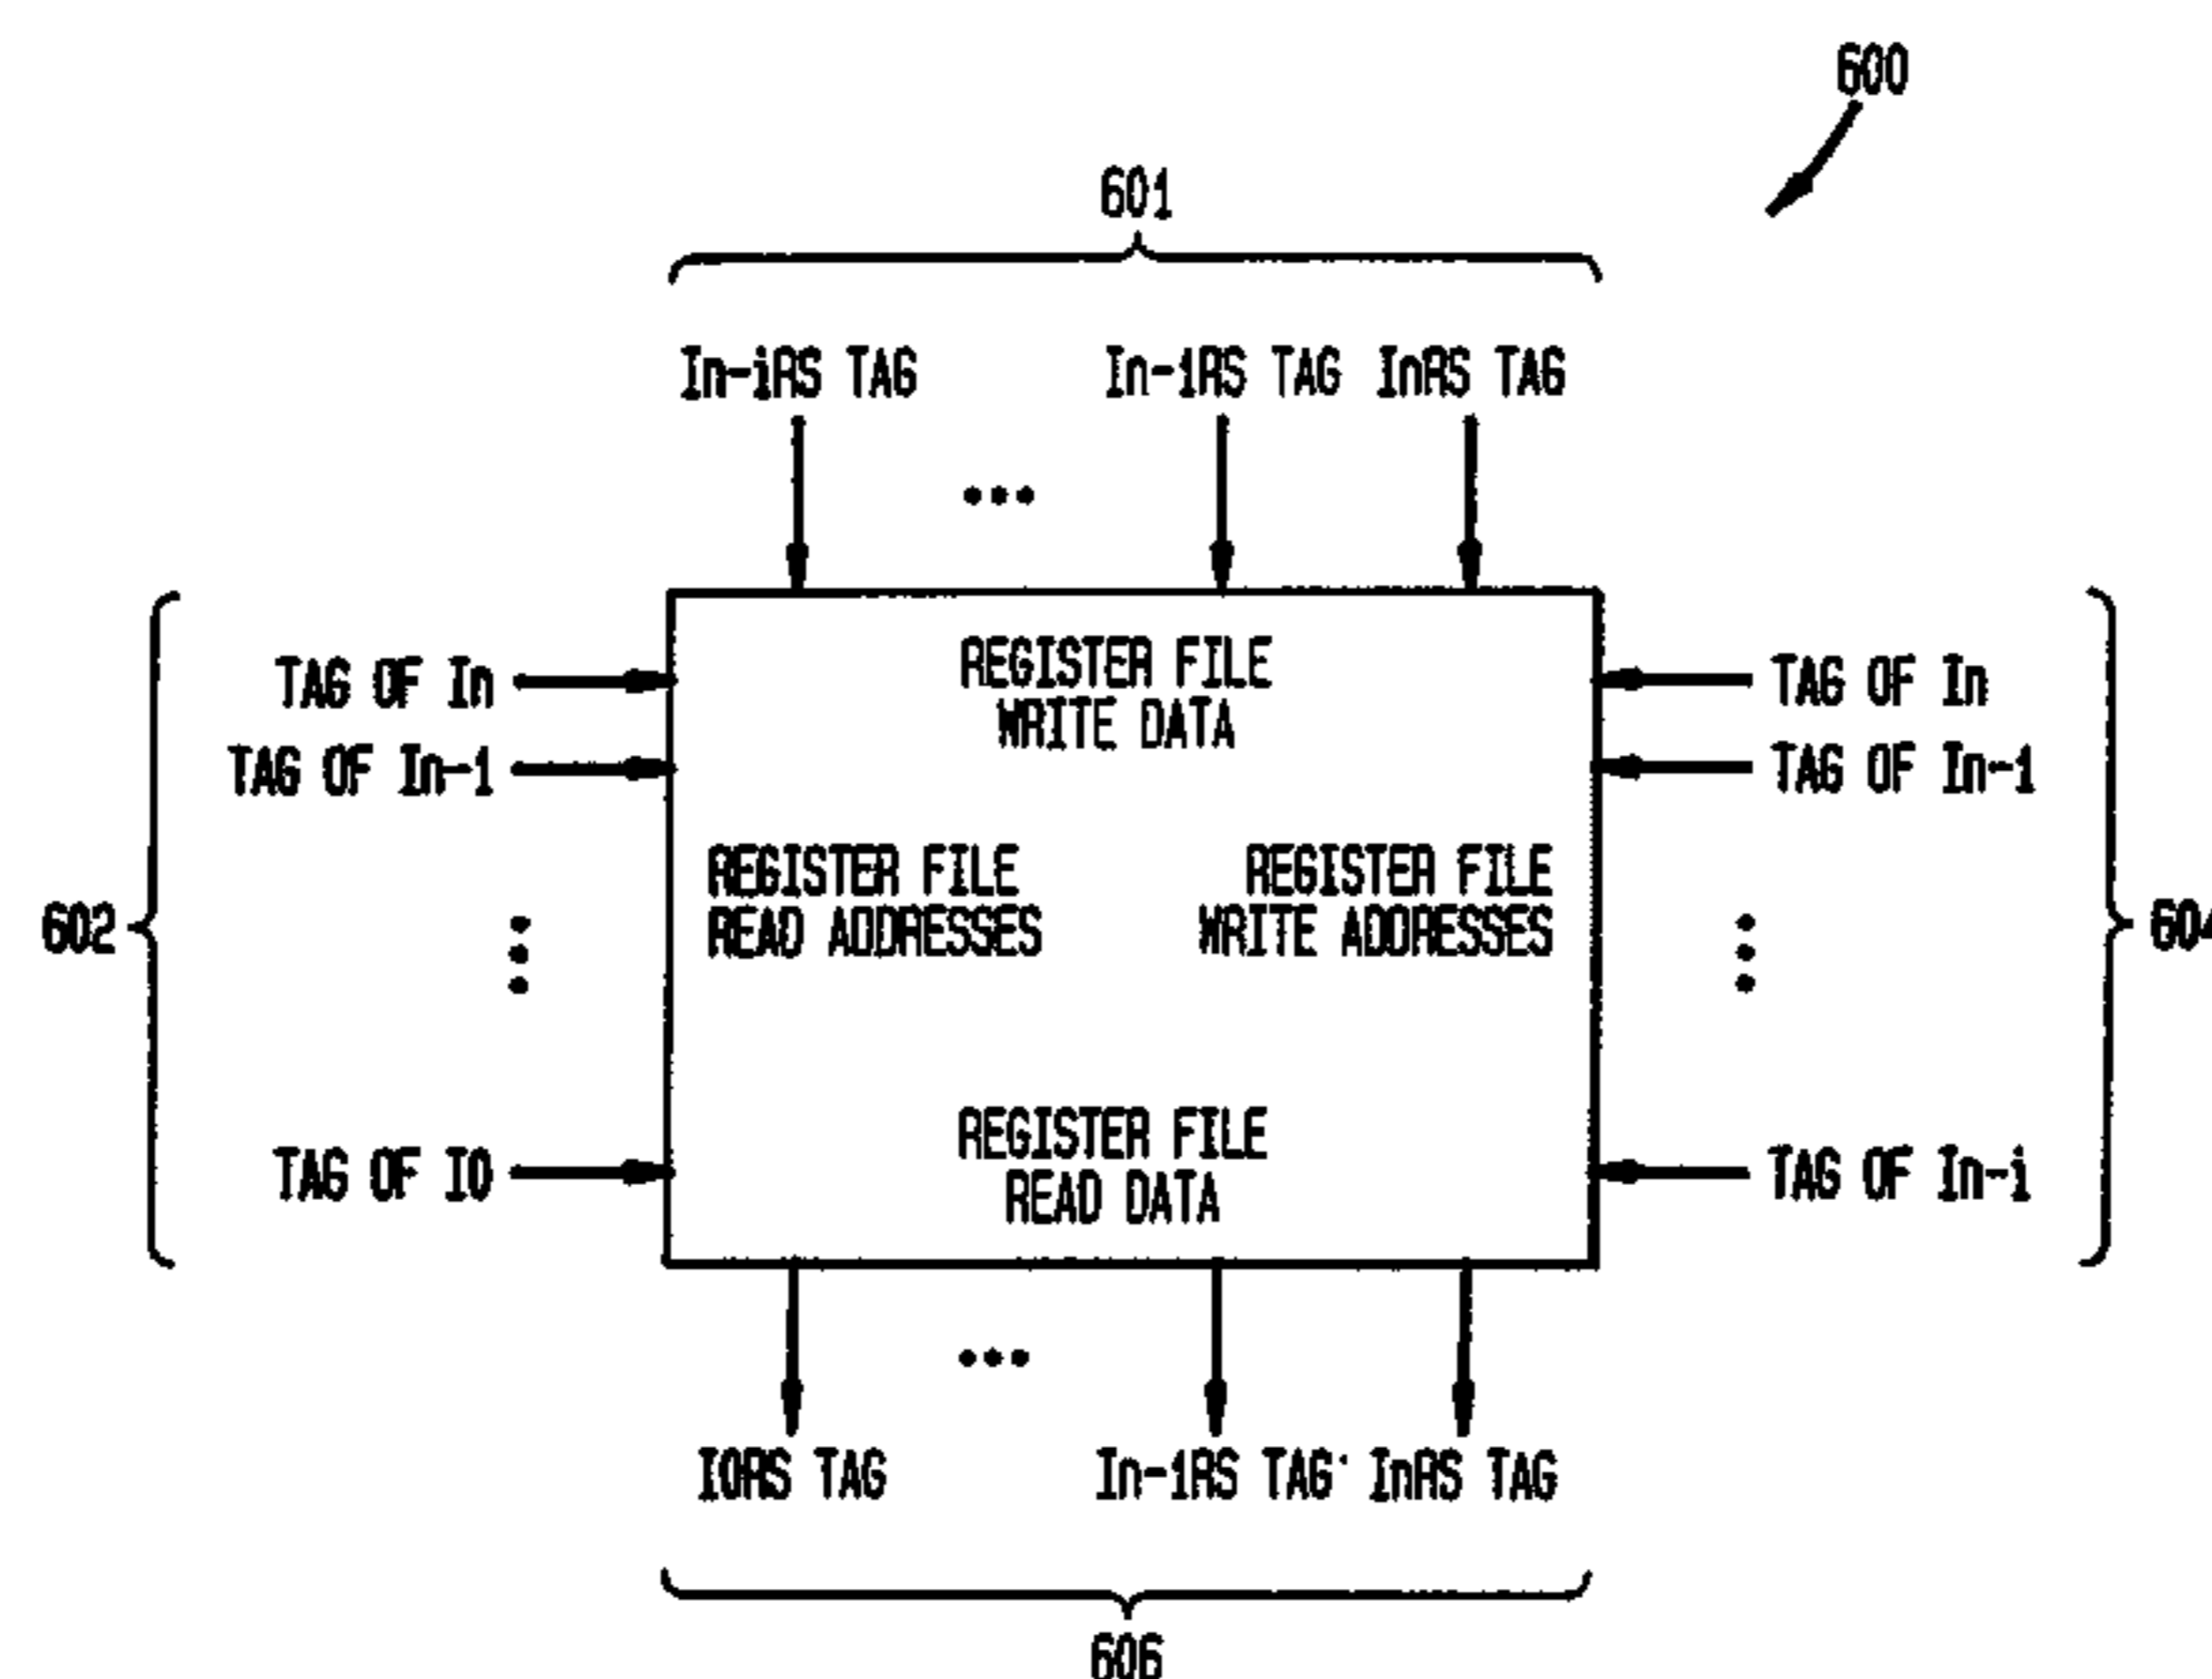 600
601
In-iRS TAG In-1RS TAG InRS TAG
•••
REGISTER FILE
WRITE DATA
TAG OF In
TAG OF In
TAG OF In-1
TAG OF In-1
REGISTER FILE
READ ADDRESSES
REGISTER FILE
WRITE ADDRESSES
602
604
REGISTER FILE
READ DATA
TAG OF I0
TAG OF In-i
•••
I0RS TAG In-1RS TAG InRS TAG
606